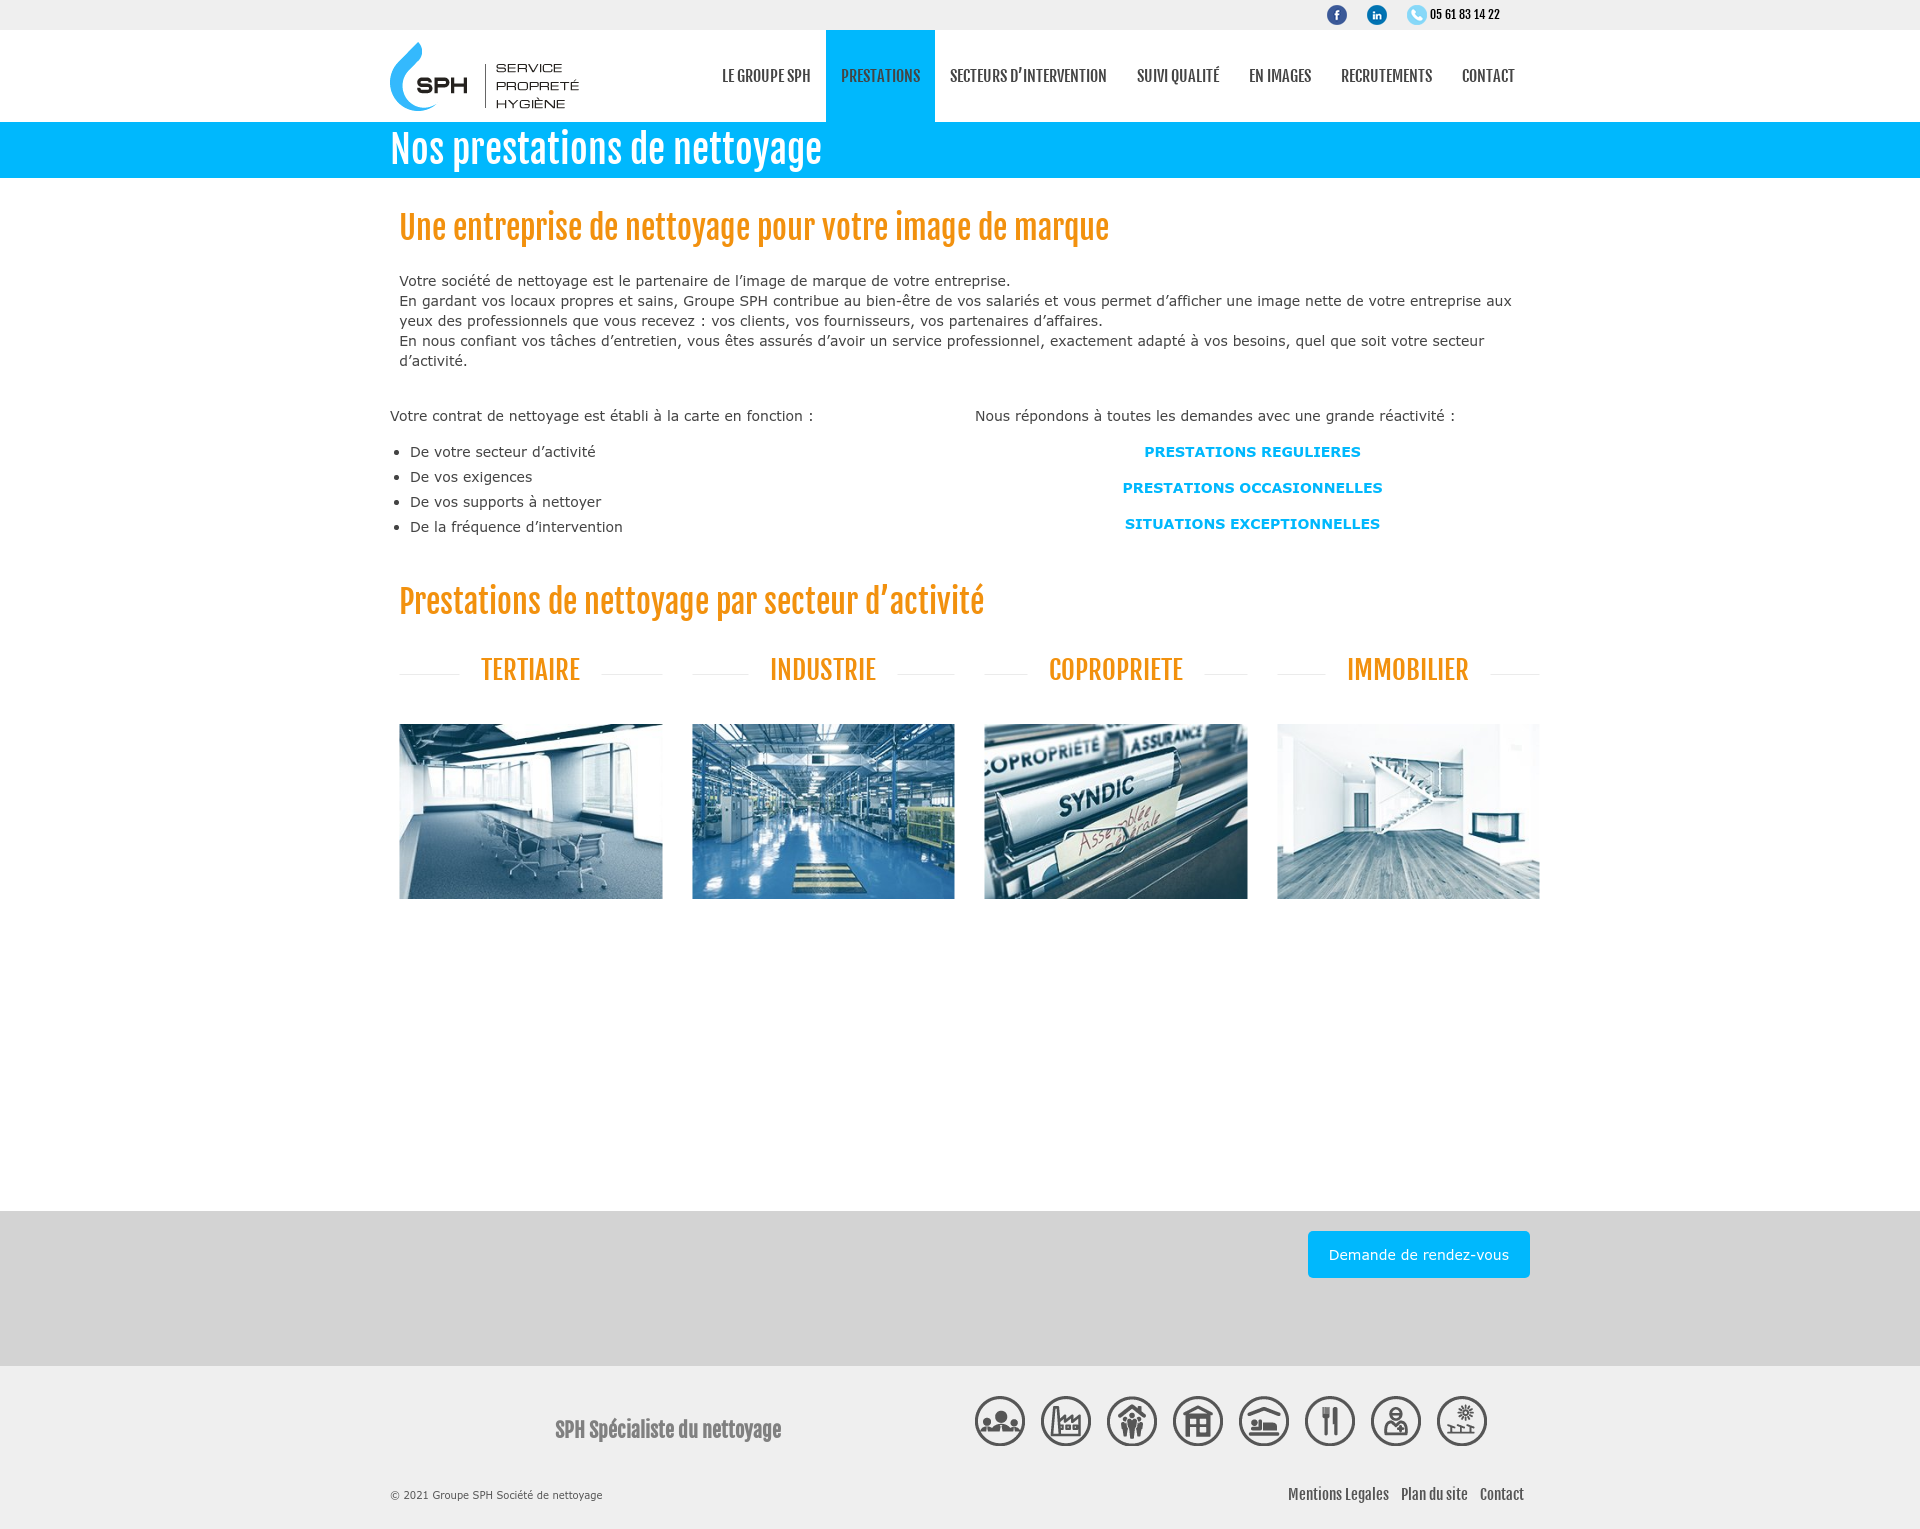 05 61 83 14 22
SPH
SERVICE
PROPRETÉ
HYGIÈNE
LE GROUPE SPH
PRESTATIONS
SECTEURS D’INTERVENTION
SUIVI QUALITÉ
EN IMAGES
RECRUTEMENTS
CONTACT
Nos prestations de nettoyage
Une entreprise de nettoyage pour votre image de marque
Votre société de nettoyage est le partenaire de l’image de marque de votre entreprise.
En gardant vos locaux propres et sains, Groupe SPH contribue au bien-être de vos salariés et vous permet d’afficher une image nette de votre entreprise aux
yeux des professionnels que vous recevez : vos clients, vos fournisseurs, vos partenaires d’affaires.
En nous confiant vos tâches d’entretien, vous êtes assurés d’avoir un service professionnel, exactement adapté à vos besoins, quel que soit votre secteur
d’activité.
Votre contrat de nettoyage est établi à la carte en fonction :
De votre secteur d’activité
De vos exigences
De vos supports à nettoyer
De la fréquence d’intervention
Nous répondons à toutes les demandes avec une grande réactivité :
PRESTATIONS REGULIERES
PRESTATIONS OCCASIONNELLES
SITUATIONS EXCEPTIONNELLES
Prestations de nettoyage par secteur d’activité
TERTIAIRE
INDUSTRIE
COPROPRIETE
IMMOBILIER
COPROPRIÉTÉ
ASSURANCE
SYNDIC
Assemblée
Générale
Demande de rendez-vous
SPH Spécialiste du nettoyage
© 2021 Groupe SPH Société de nettoyage
Mentions Legales
Plan du site
Contact